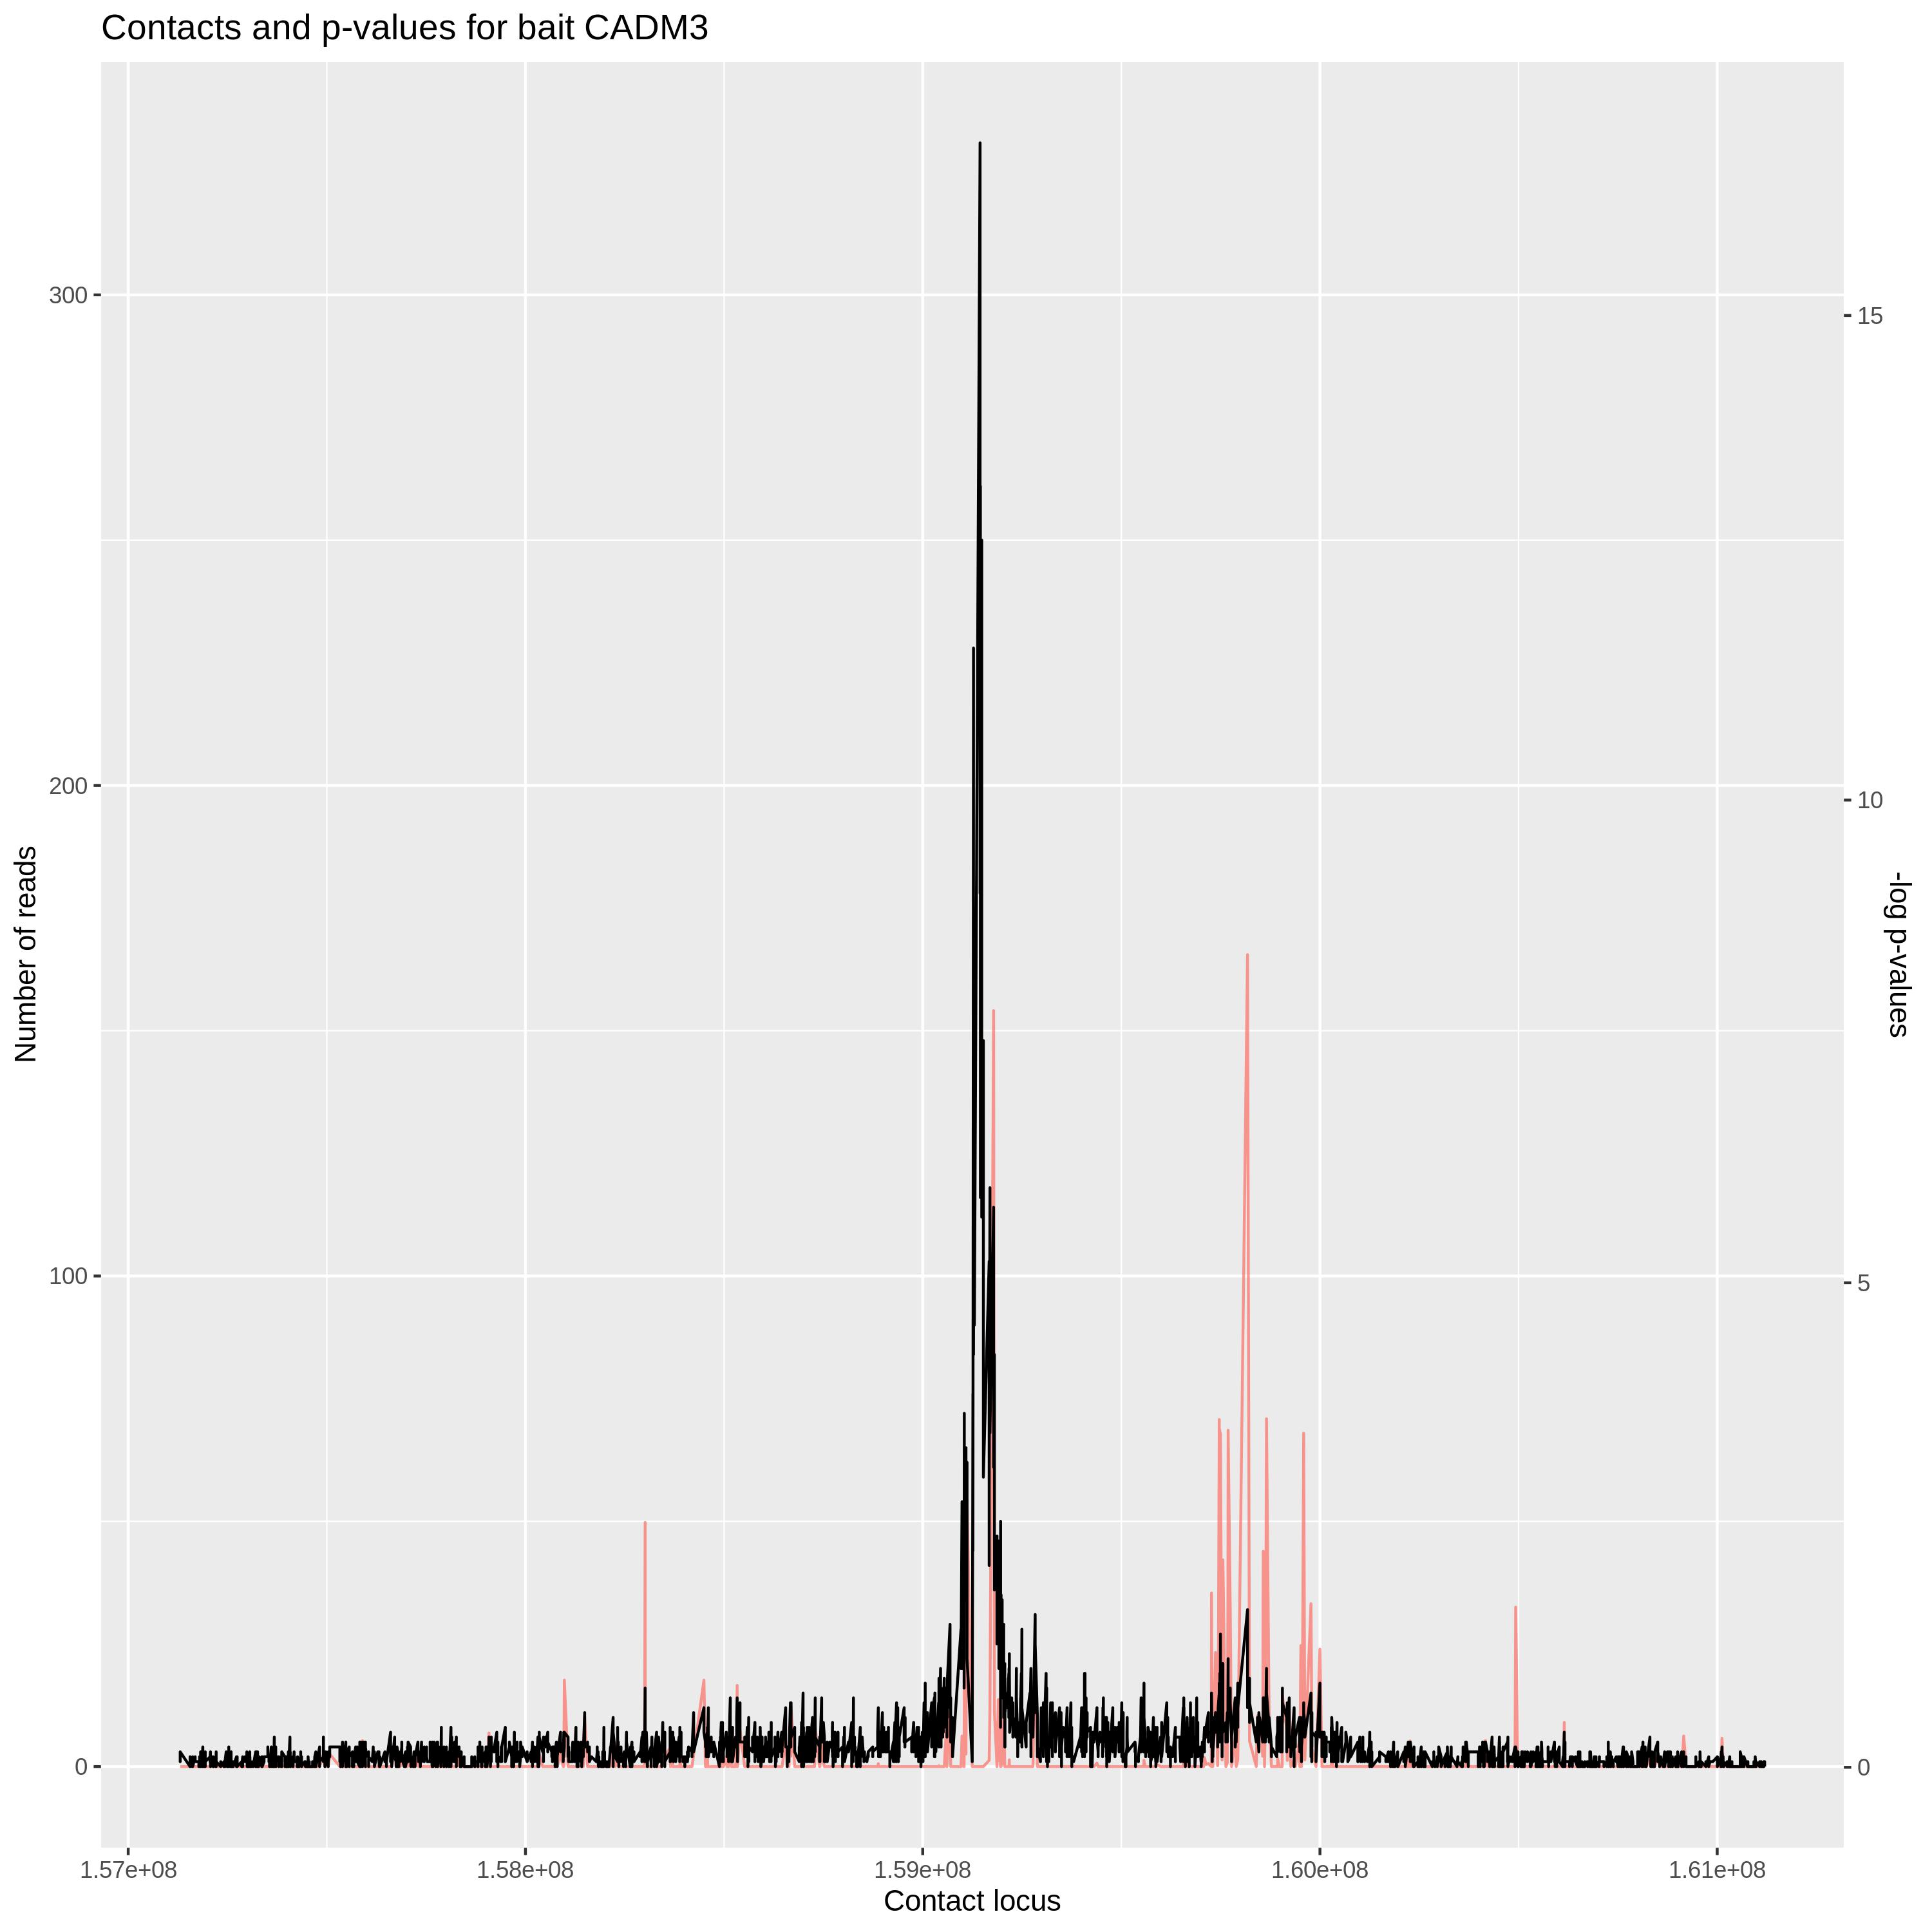 Contacts and p-values for bait CADM3
300
200
100
0
Number of reads
15
10
5
0
-log p-values
1.57e+08
1.58e+08
1.59e+08
1.60e+08
1.61e+08
Contact locus